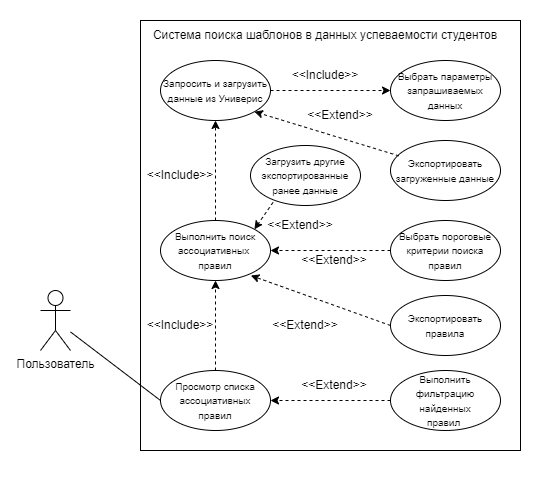 Система поиска шаблонов в данных успеваемости студентов
Запросить и загрузить
данные из Универис
<<Include>>
Выбрать параметры
запрашиваемых
данных
<<Extend>>
Экспортировать
загруженные данные
Загрузить другие
экспортированные
ранее данные
<<Include>>
<<Extend>>
Выполнить поиск
ассоциативных
правил
<<Extend>>
Выбрать пороговые
критерии поиска
правил
<<Include>>
<<Extend>>
Экспортировать
правила
Пользователь
Просмотр списка
ассоциативных
правил
<<Extend>>
Выполнить
фильтрацию
найденных
правил